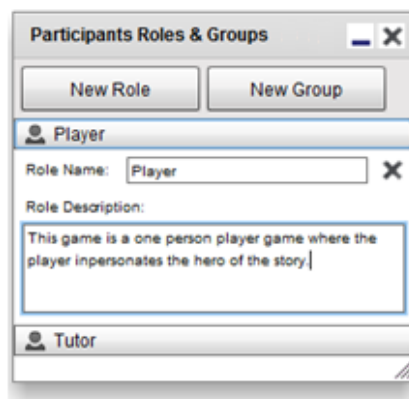 Participants Roles & Groups
New Role New Group
Player
Role Name: Player
Role Description:
This game is a one person player game where the
player inpersonates the hero of the story.
Tutor